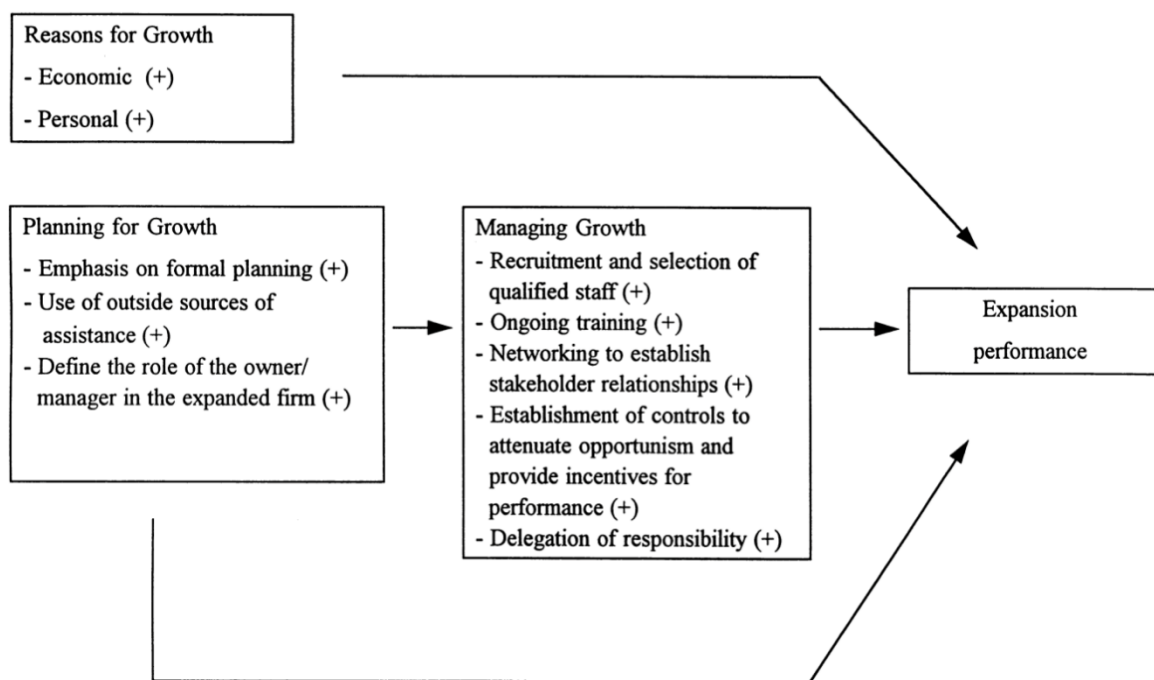 Reasons for Growth
- Economic (+)
- Personal (+)
Planning for Growth
- Emphasis on formal planning (+)
- Use of outside sources of
assistance (+)
- Define the role of the owner/
manager in the expanded firm (+)
Managing Growth
- Recruitment and selection of
qualified staff (+)
- Ongoing training (+)
- Networking to establish
stakeholder relationships (+)
- Establishment of controls to
attenuate opportunism and
provide incentives for
performance (+)
- Delegation of responsibility (+)
Expansion
performance